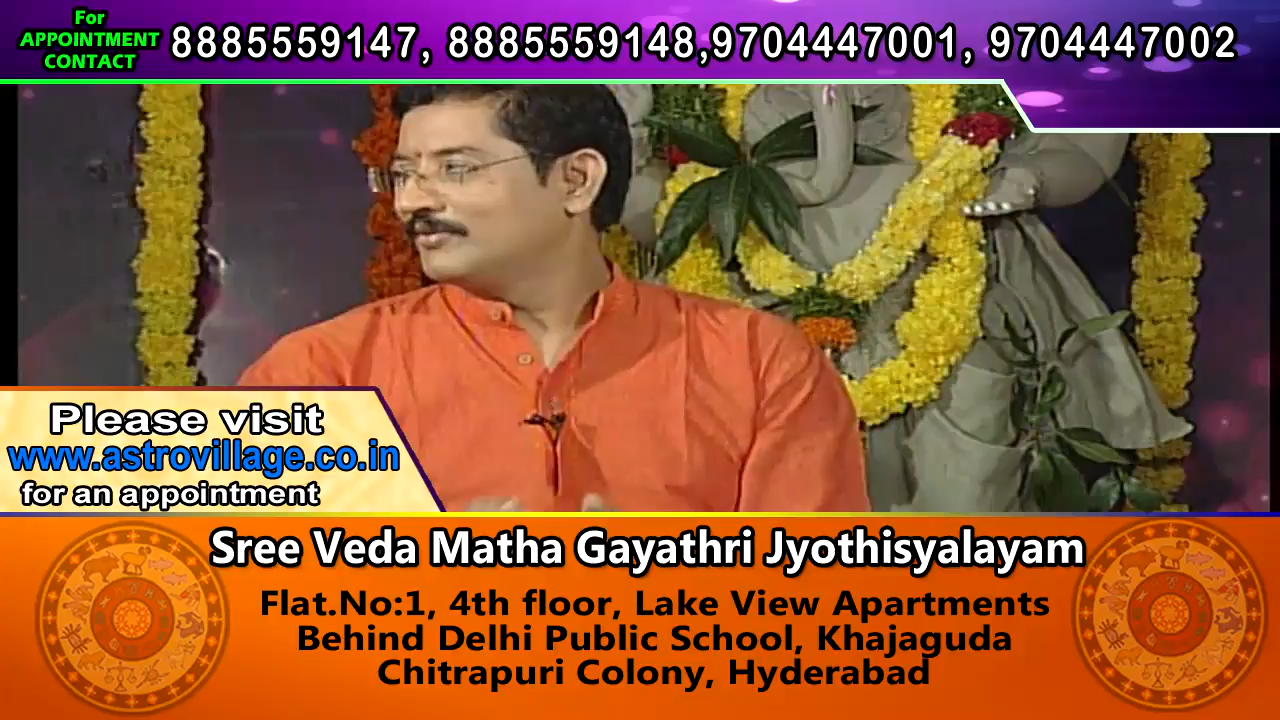 For
APPOINTMENT
CONTACT
8885559147, 8885559148,9704447001, 9704447002
Please visit
www.astrovillage.co.in
for an appointment
Sree Veda Matha Gayathri Jyothisyalayam
Flat.No:1, 4th floor, Lake View Apartments
Behind Delhi Public School, Khajaguda
Chitrapuri Colony, Hyderabad